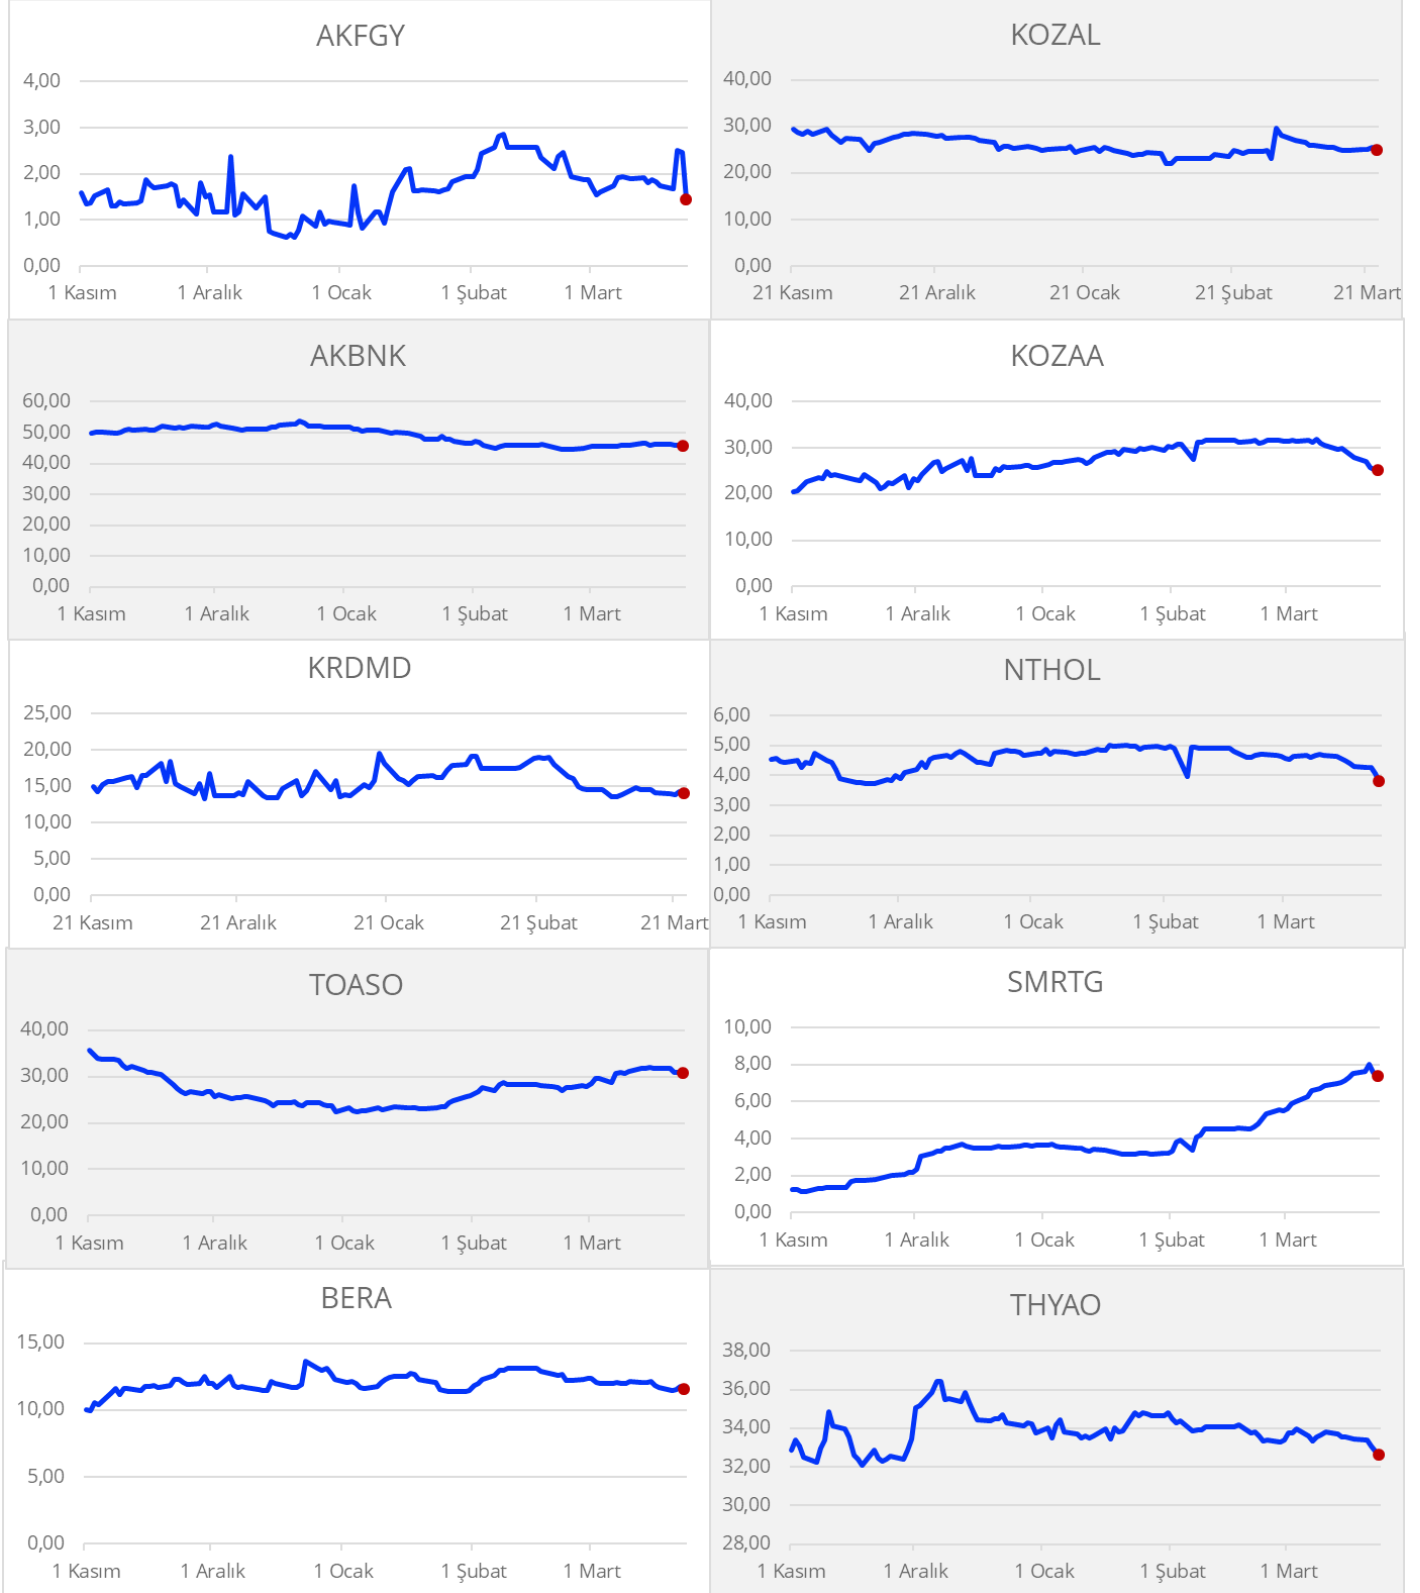 AKFGY
4,00
3,00
2,00
1,00
0,00
1 Kasım 1 Aralık 1 Ocak 1 Şubat 1 Mart
KOZAL
40,00
30,00
20,00
10,00
0,00
21 Kasım 21 Aralık 21 Ocak 21 Şubat 21 Mart
AKBNK
60,00
50,00
40,00
30,00
20,00
10,00
0,00
1 Kasım 1 Aralık 1 Ocak 1 Şubat 1 Mart
KOZAA
40,00
30,00
20,00
10,00
0,00
1 Kasım 1 Aralık 1 Ocak 1 Şubat 1 Mart
KRDMD
25,00
20,00
15,00
10,00
5,00
0,00
21 Kasım 21 Aralık 21 Ocak 21 Şubat 21 Mart
NTHOL
6,00
5,00
4,00
3,00
2,00
1,00
0,00
1 Kasım 1 Aralık 1 Ocak 1 Şubat 1 Mart
TOASO
40,00
30,00
20,00
10,00
0,00
1 Kasım 1 Aralık 1 Ocak 1 Şubat 1 Mart
SMRTG
10,00
8,00
6,00
4,00
2,00
0,00
1 Kasım 1 Aralık 1 Ocak 1 Şubat 1 Mart
BERA
15,00
10,00
5,00
0,00
1 Kasım 1 Aralık 1 Ocak 1 Şubat 1 Mart
THYAO
38,00
36,00
34,00
32,00
30,00
28,00
1 Kasım 1 Aralık 1 Ocak 1 Şubat 1 Mart